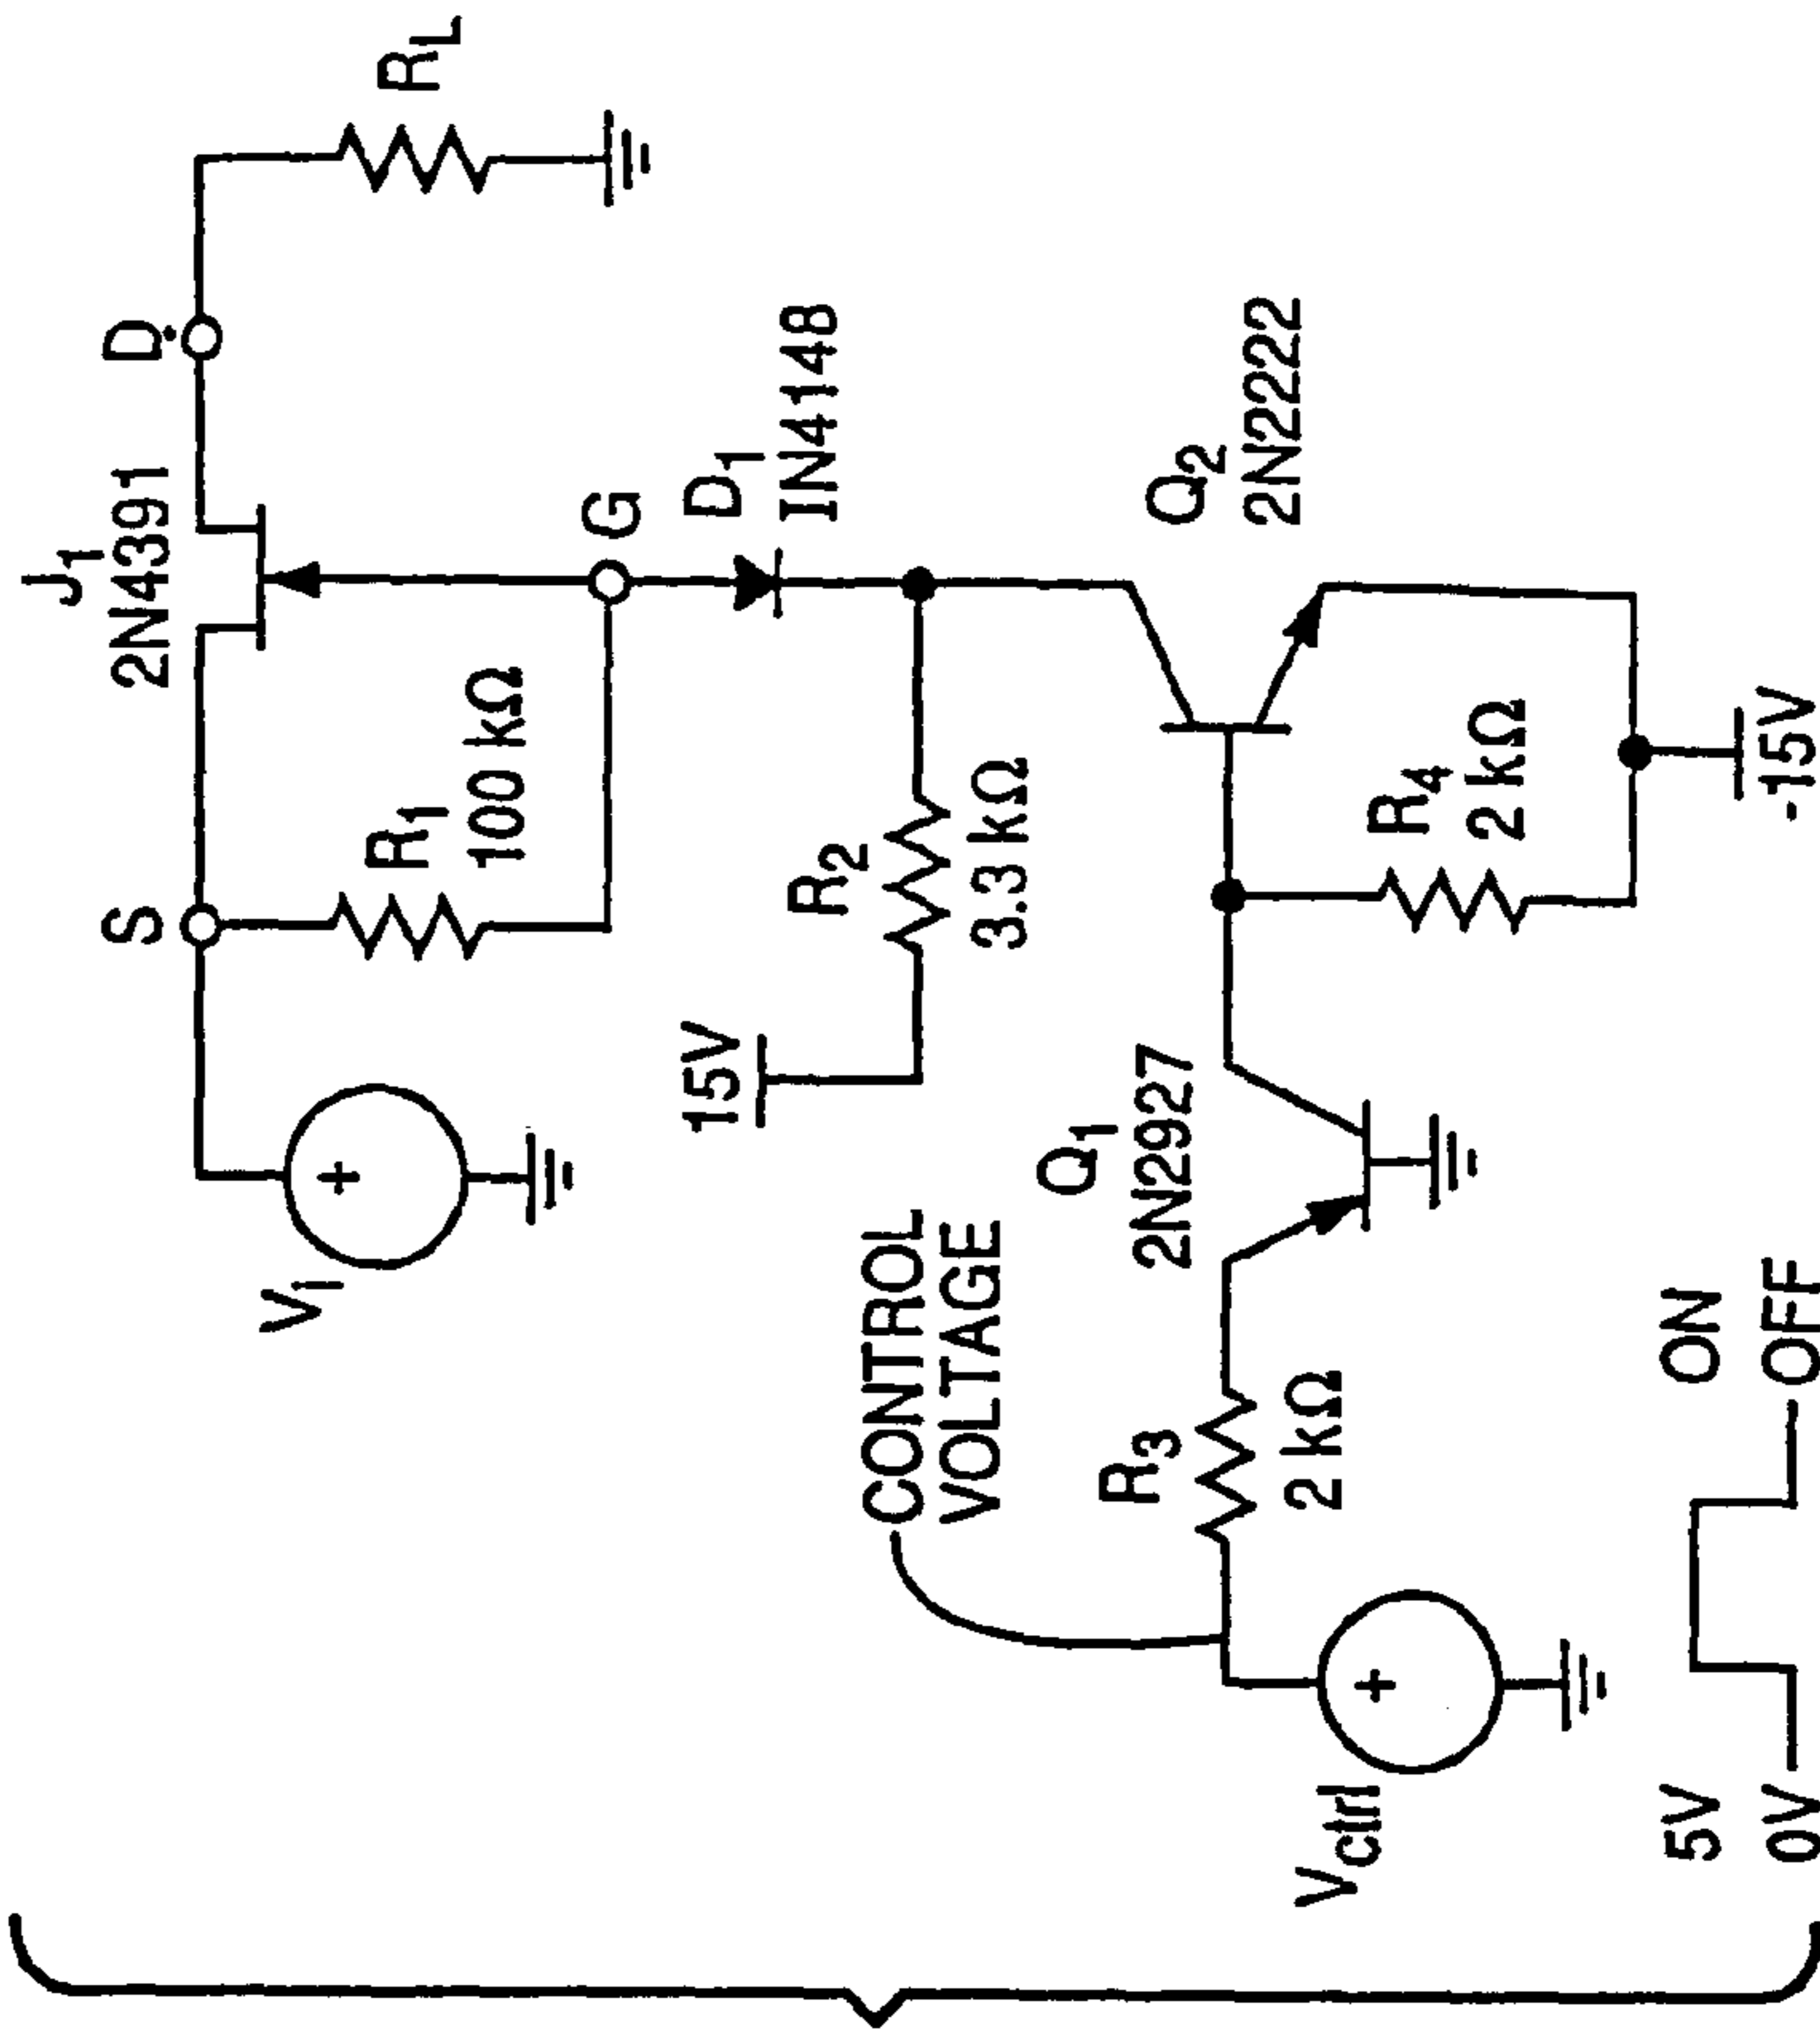 J1
2N4391
S
D
R1
100 kΩ
RL
VI
G
15V
D1
IN4148
R2
3.3 kΩ
CONTROL
VOLTAGE
Q1
2N2927
Q2
2N2222
R3
2 kΩ
R4
2 kΩ
Vctrl
+
+
5V
ON
0V
OFF
-15V